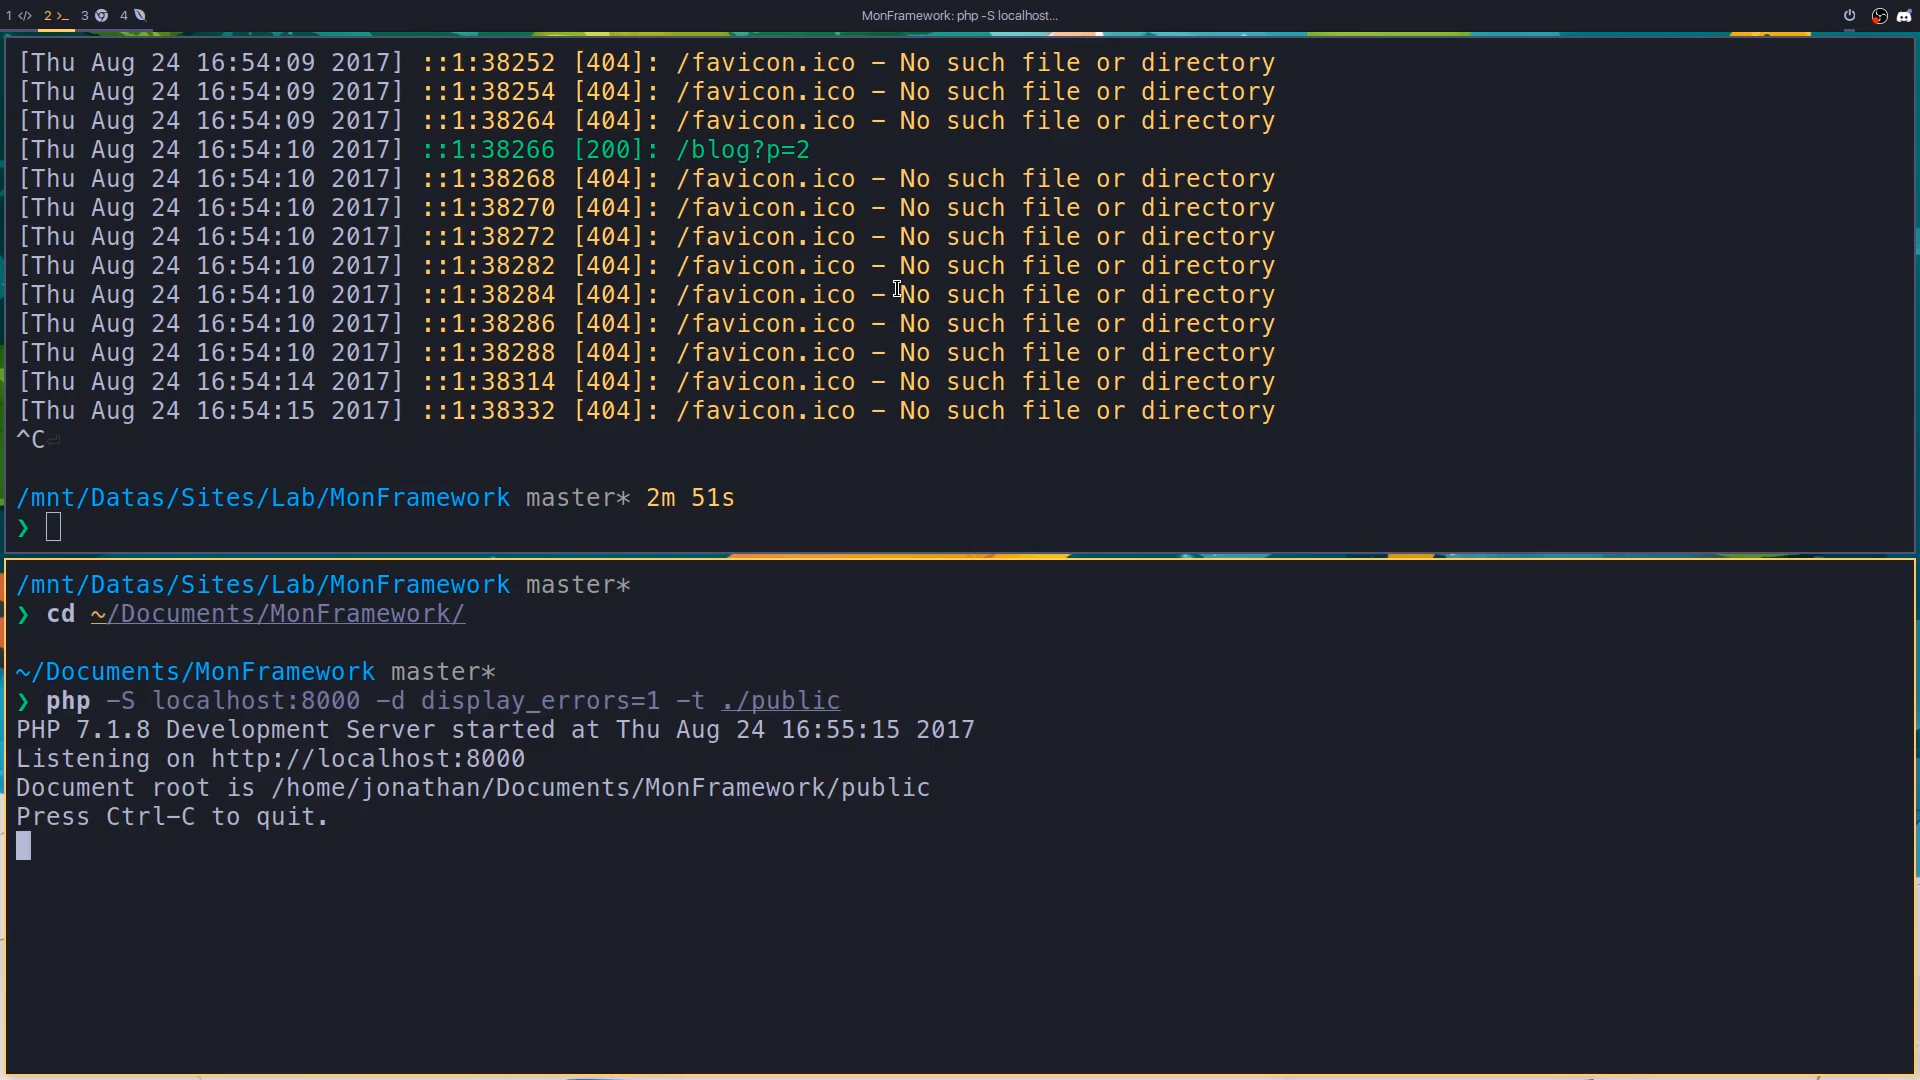 1 2 3 4 MonFramework: php -S localhost...
[Thu Aug 24 16:54:09 2017] ::1:38252 [404]: /favicon.ico - No such file or directory
[Thu Aug 24 16:54:09 2017] ::1:38254 [404]: /favicon.ico - No such file or directory
[Thu Aug 24 16:54:09 2017] ::1:38264 [404]: /favicon.ico - No such file or directory
[Thu Aug 24 16:54:10 2017] ::1:38266 [200]: /blog?p=2
[Thu Aug 24 16:54:10 2017] ::1:38268 [404]: /favicon.ico - No such file or directory
[Thu Aug 24 16:54:10 2017] ::1:38270 [404]: /favicon.ico - No such file or directory
[Thu Aug 24 16:54:10 2017] ::1:38272 [404]: /favicon.ico - No such file or directory
[Thu Aug 24 16:54:10 2017] ::1:38282 [404]: /favicon.ico - No such file or directory
[Thu Aug 24 16:54:10 2017] ::1:38284 [404]: /favicon.ico - No such file or directory
[Thu Aug 24 16:54:10 2017] ::1:38286 [404]: /favicon.ico - No such file or directory
[Thu Aug 24 16:54:10 2017] ::1:38288 [404]: /favicon.ico - No such file or directory
[Thu Aug 24 16:54:14 2017] ::1:38314 [404]: /favicon.ico - No such file or directory
[Thu Aug 24 16:54:15 2017] ::1:38332 [404]: /favicon.ico - No such file or directory
^C⏎
/mnt/Datas/Sites/Lab/MonFramework master* 2m 51s
❯
/mnt/Datas/Sites/Lab/MonFramework master*
❯ cd ~/Documents/MonFramework/
~/Documents/MonFramework master*
❯ php -S localhost:8000 -d display_errors=1 -t ./public
PHP 7.1.8 Development Server started at Thu Aug 24 16:55:15 2017
Listening on http://localhost:8000
Document root is /home/jonathan/Documents/MonFramework/public
Press Ctrl-C to quit.